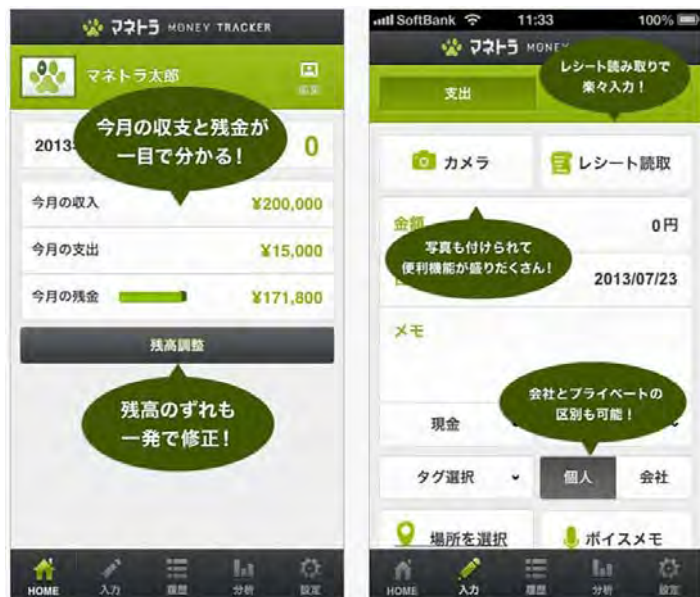 マネトラ MONEY TRACKER
マネトラ太郎
編集
今月の収支と残金が
一目で分かる！
2013
0
今月の収入 ¥200,000
今月の支出 ¥15,000
今月の残金 ¥171,800
残高調整
残高のずれも
一発で修正！
HOME 入力 履歴 分析 設定
SoftBank 11:33 100%
マネトラ MONEY
レシート読み取りで
楽々入力！
支出
カメラ
レシート読取
金額 0円
写真も付けられて
便利機能が盛りだくさん！
2013/07/23
メモ
会社とプライベートの
区別も可能！
現金
タグ選択 個人 会社
場所を選択 ボイスメモ
HOME 入力 履歴 分析 設定